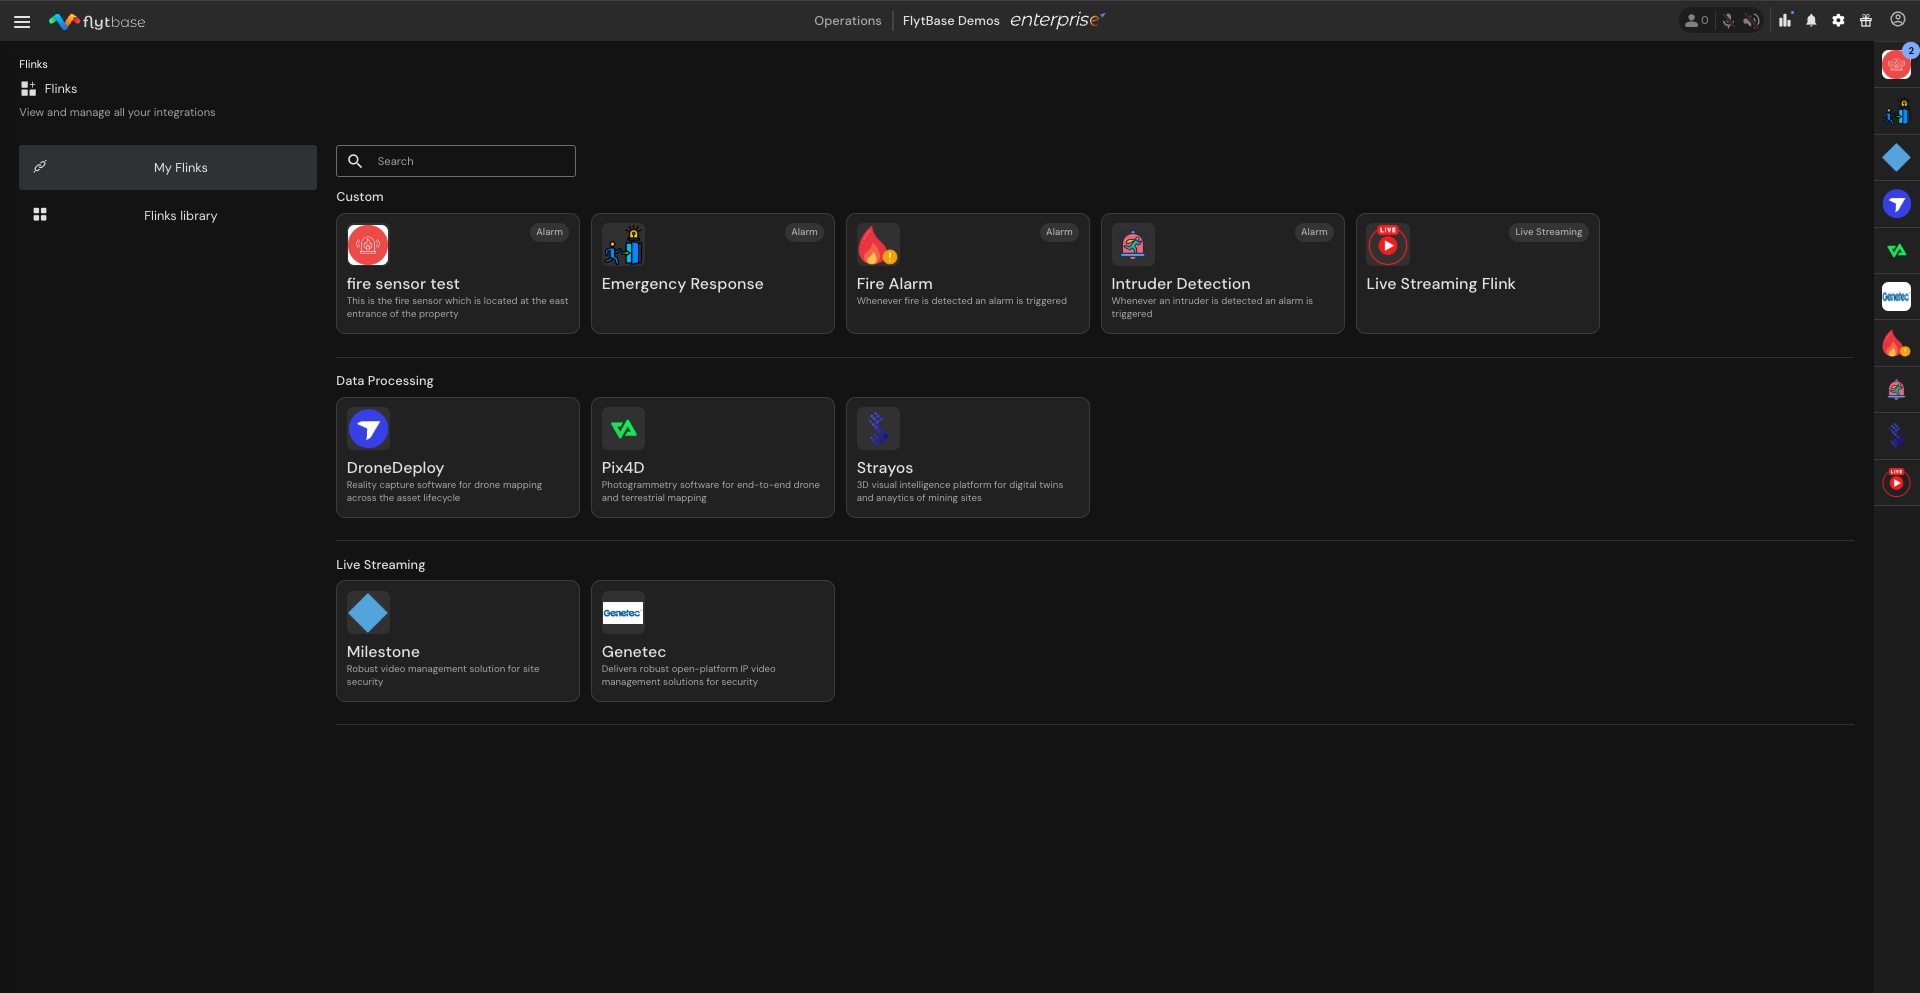 flytbase
Operations
FlytBase Demos
enterprise
0
2
Flinks
Flinks
View and manage all your integrations
My Flinks
Flinks library
Search
Custom
Alarm
fire sensor test
This is the fire sensor which is located at the east
entrance of the property
Alarm
Emergency Response
Alarm
Fire Alarm
Whenever fire is detected an alarm is triggered
Alarm
Intruder Detection
Whenever an intruder is detected an alarm is
triggered
LIVE
Live Streaming
Live Streaming Flink
Data Processing
DroneDeploy
Reality capture software for drone mapping
across the asset lifecycle
Pix4D
Photogrammetry software for end-to-end drone
and terrestrial mapping
Strayos
3D visual intelligence platform for digital twins
and anaytics of mining sites
Live Streaming
Milestone
Robust video management solution for site
security
Genetec
Genetec
Delivers robust open-platform IP video
management solutions for security
Genetec
LIVE